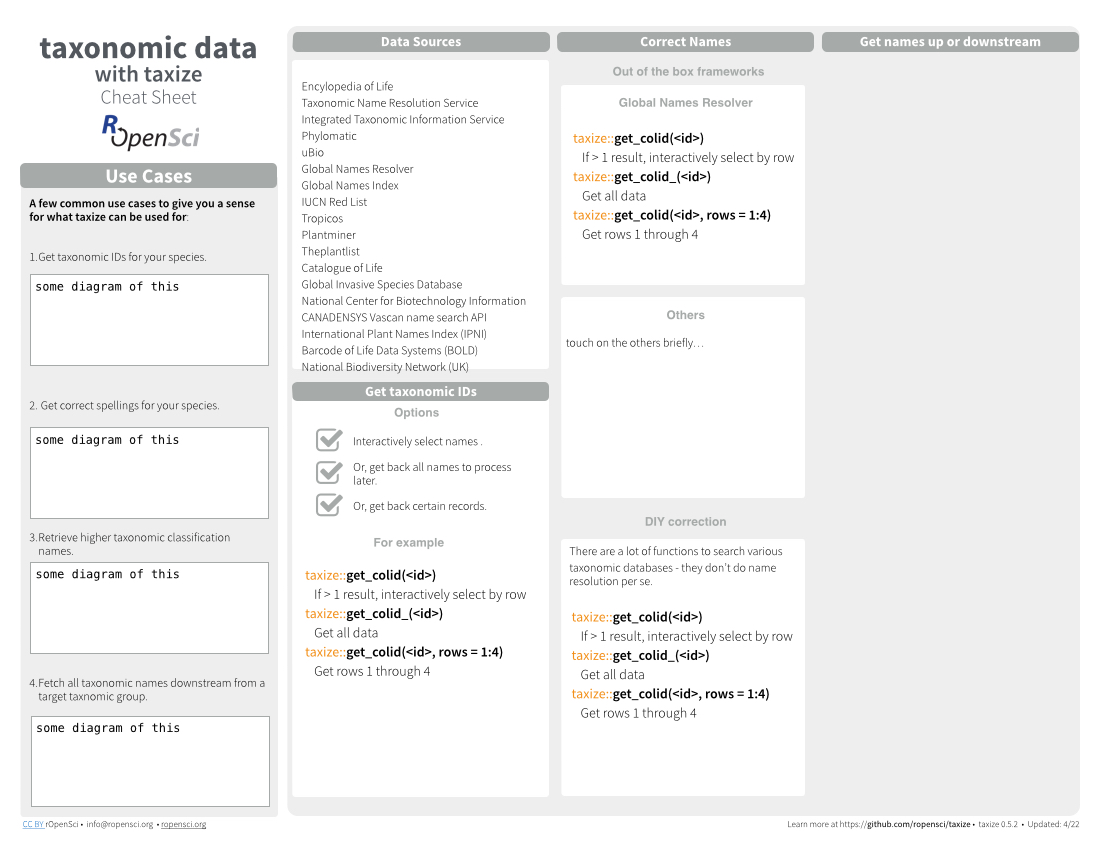 taxonomic data
with taxize
Cheat Sheet
ROpenSci
Use Cases
A few common use cases to give you a sense
for what taxize can be used for:
1.Get taxonomic IDs for your species.
some diagram of this
2. Get correct spellings for your species.
some diagram of this
3.Retrieve higher taxonomic classification
names.
some diagram of this
4.Fetch all taxonomic names downstream from a
target taxnomic group.
some diagram of this
Data Sources
Encylopedia of Life
Taxonomic Name Resolution Service
Integrated Taxonomic Information Service
Phylomatic
uBio
Global Names Resolver
Global Names Index
IUCN Red List
Tropicos
Plantminer
Theplantlist
Catalogue of Life
Global Invasive Species Database
National Center for Biotechnology Information
CANADENSYS Vascan name search API
International Plant Names Index (IPNI)
Barcode of Life Data Systems (BOLD)
National Biodiversity Network (UK)
Get taxonomic IDs
Options
Interactively select names .
Or, get back all names to process
later.
Or, get back certain records.
For example
taxize::get_colid(<id>)
If > 1 result, interactively select by row
taxize::get_colid_(<id>)
Get all data
taxize::get_colid(<id>, rows = 1:4)
Get rows 1 through 4
Correct Names
Out of the box frameworks
Global Names Resolver
taxize::get_colid(<id>)
If > 1 result, interactively select by row
taxize::get_colid_(<id>)
Get all data
taxize::get_colid(<id>, rows = 1:4)
Get rows 1 through 4
Others
touch on the others briefly…
DIY correction
There are a lot of functions to search various
taxonomic databases - they don't do name
resolution per se.
taxize::get_colid(<id>)
If > 1 result, interactively select by row
taxize::get_colid_(<id>)
Get all data
taxize::get_colid(<id>, rows = 1:4)
Get rows 1 through 4
Get names up or downstream
CC BY rOpenSci • info@ropensci.org • ropensci.org
Learn more at https://github.com/ropensci/taxize • taxize 0.5.2 • Updated: 4/22